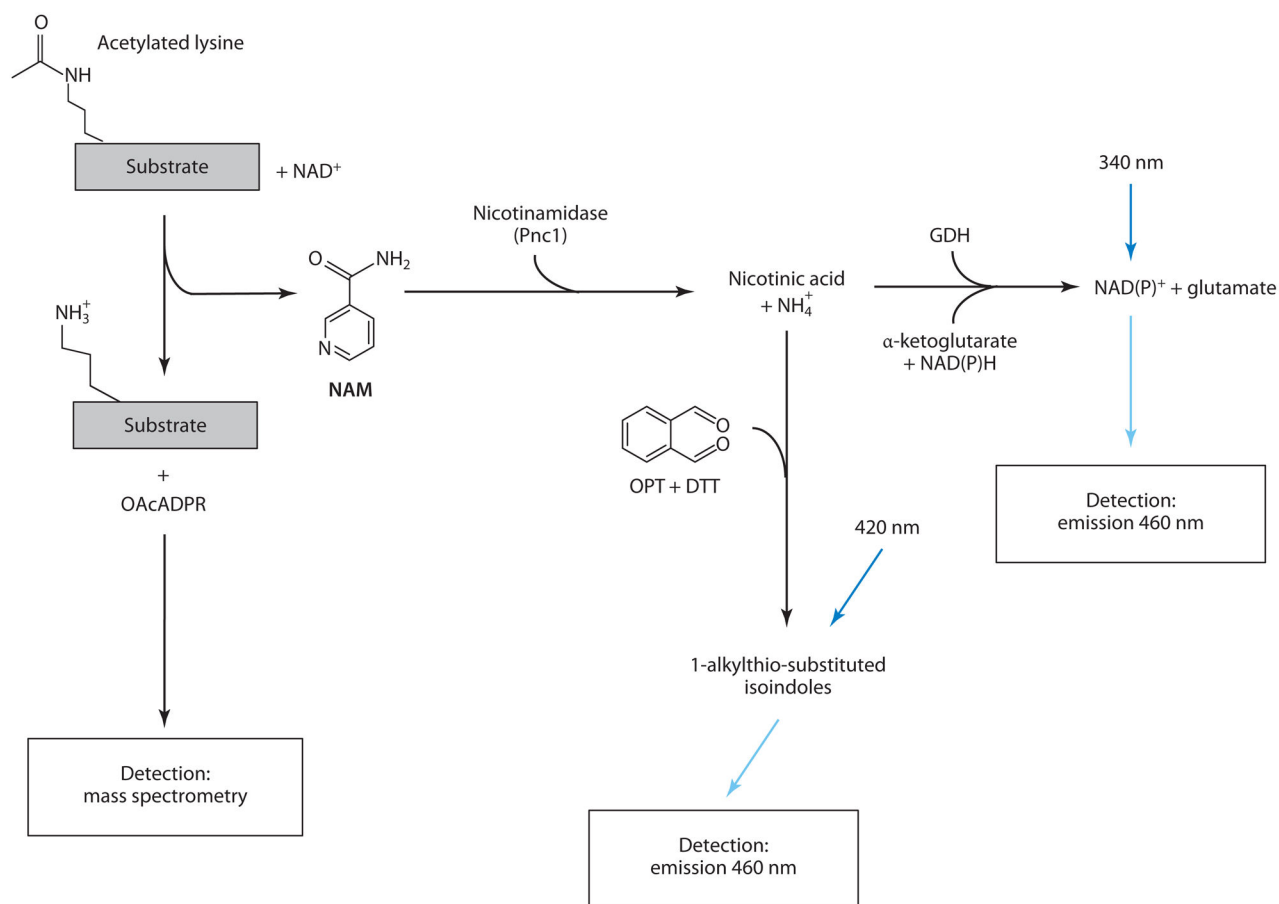 O
Acetylated lysine
NH
Substrate
+ NAD⁺
340 nm
Nicotinamidase
(Pnc1)
GDH
O
NH₂
Nicotinic acid
+ NH₄⁺
NAD(P)⁺ + glutamate
NH₃⁺
N
α-ketoglutarate
+ NAD(P)H
NAM
Substrate
O
O
+
OAcADPR
OPT + DTT
Detection:
emission 460 nm
420 nm
1-alkylthio-substituted
isoindoles
Detection:
mass spectrometry
Detection:
emission 460 nm